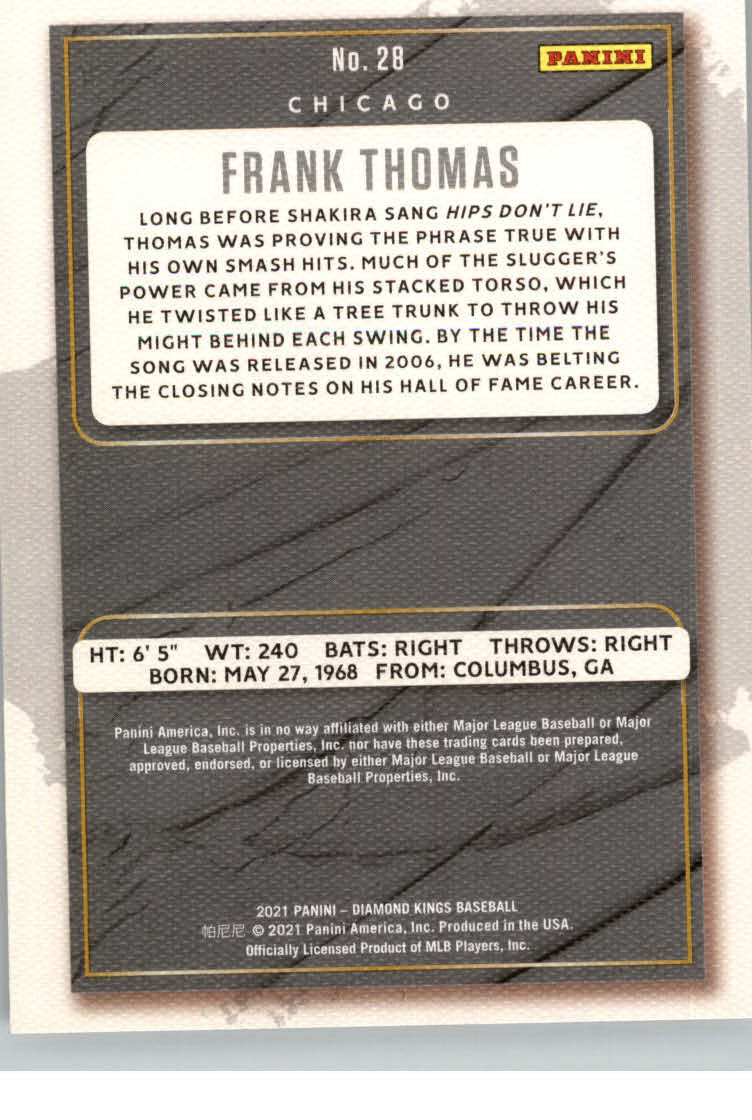 No. 28
PANINI
CHICAGO
FRANK THOMAS
LONG BEFORE SHAKIRA SANG HIPS DON'T LIE,
THOMAS WAS PROVING THE PHRASE TRUE WITH
HIS OWN SMASH HITS. MUCH OF THE SLUGGER'S
POWER CAME FROM HIS STACKED TORSO, WHICH
HE TWISTED LIKE A TREE TRUNK TO THROW HIS
MIGHT BEHIND EACH SWING. BY THE TIME THE
SONG WAS RELEASED IN 2006, HE WAS BELTING
THE CLOSING NOTES ON HIS HALL OF FAME CAREER.
HT: 6' 5" WT: 240 BATS: RIGHT THROWS: RIGHT
BORN: MAY 27, 1968 FROM: COLUMBUS, GA
Panini America, Inc. is in no way affiliated with either Major League Baseball or Major
League Baseball Properties, Inc. nor have these trading cards been prepared,
approved, endorsed, or licensed by either Major League Baseball or Major League
Baseball Properties, Inc.
2021 PANINI – DIAMOND KINGS BASEBALL
帕尼尼 © 2021 Panini America, Inc. Produced in the USA.
Officially Licensed Product of MLB Players, Inc.